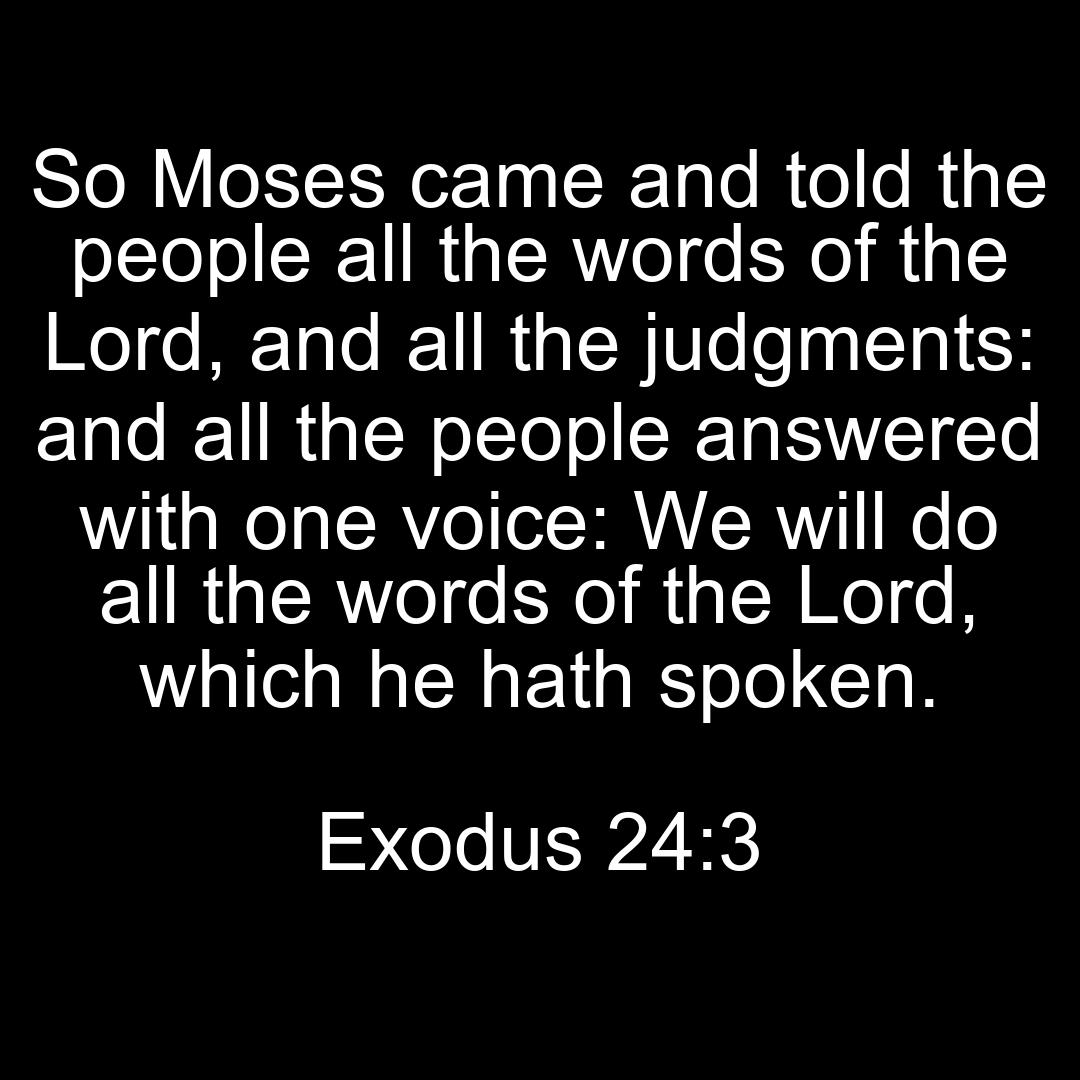 So Moses came and told the
people all the words of the
Lord, and all the judgments:
and all the people answered
with one voice: We will do
all the words of the Lord,
which he hath spoken.
Exodus 24:3